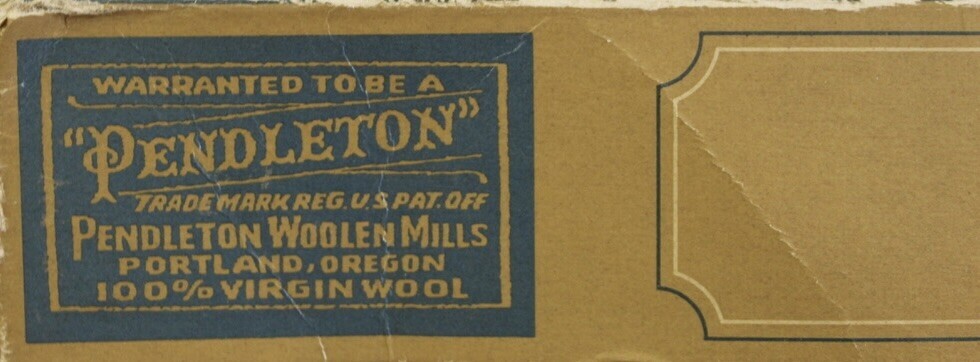 WARRANTED TO BE A
"PENDLETON"
TRADE MARK REG. U.S. PAT. OFF
PENDLETON WOOLEN MILLS
PORTLAND, OREGON
100% VIRGIN WOOL